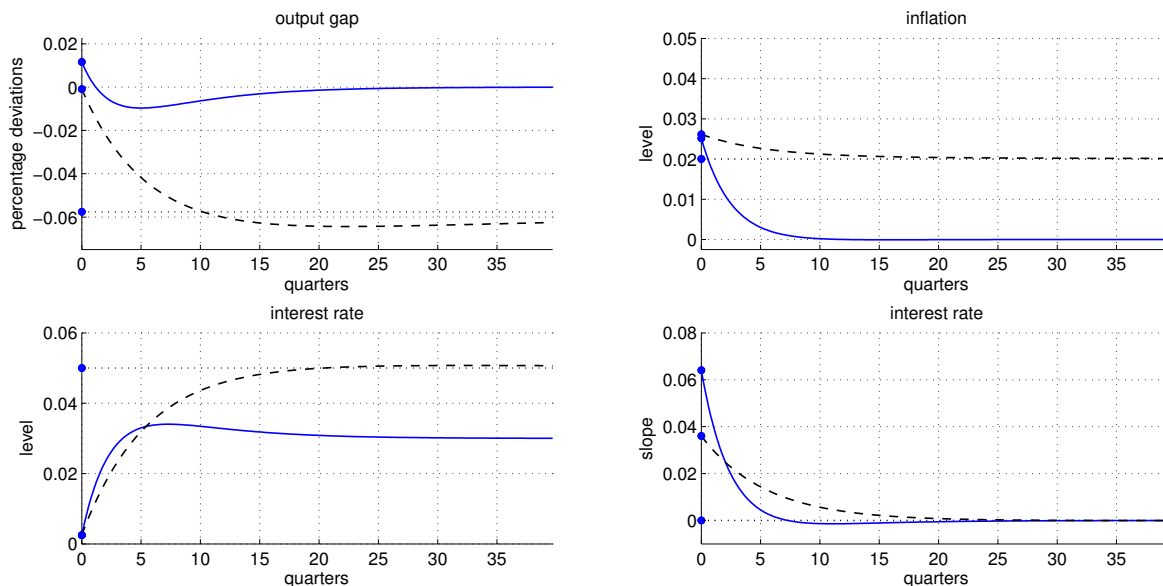 output gap
percentage deviations
0.02
0
−0.02
−0.04
−0.06
0 5 10 15 20 25 30 35
quarters
inflation
level
0.05
0.04
0.03
0.02
0.01
0
0 5 10 15 20 25 30 35
quarters
interest rate
level
0.06
0.04
0.02
0
0 5 10 15 20 25 30 35
quarters
interest rate
slope
0.08
0.06
0.04
0.02
0
0 5 10 15 20 25 30 35
quarters